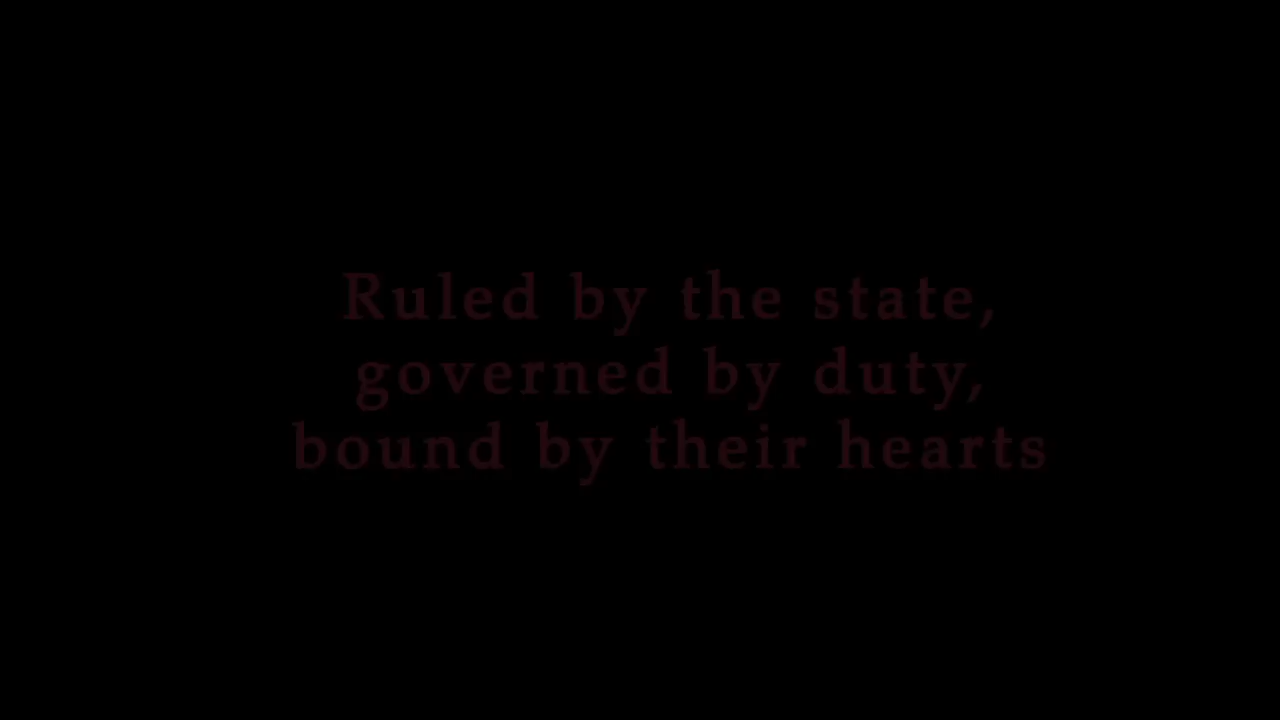 Ruled by the state,
governed by duty,
bound by their hearts